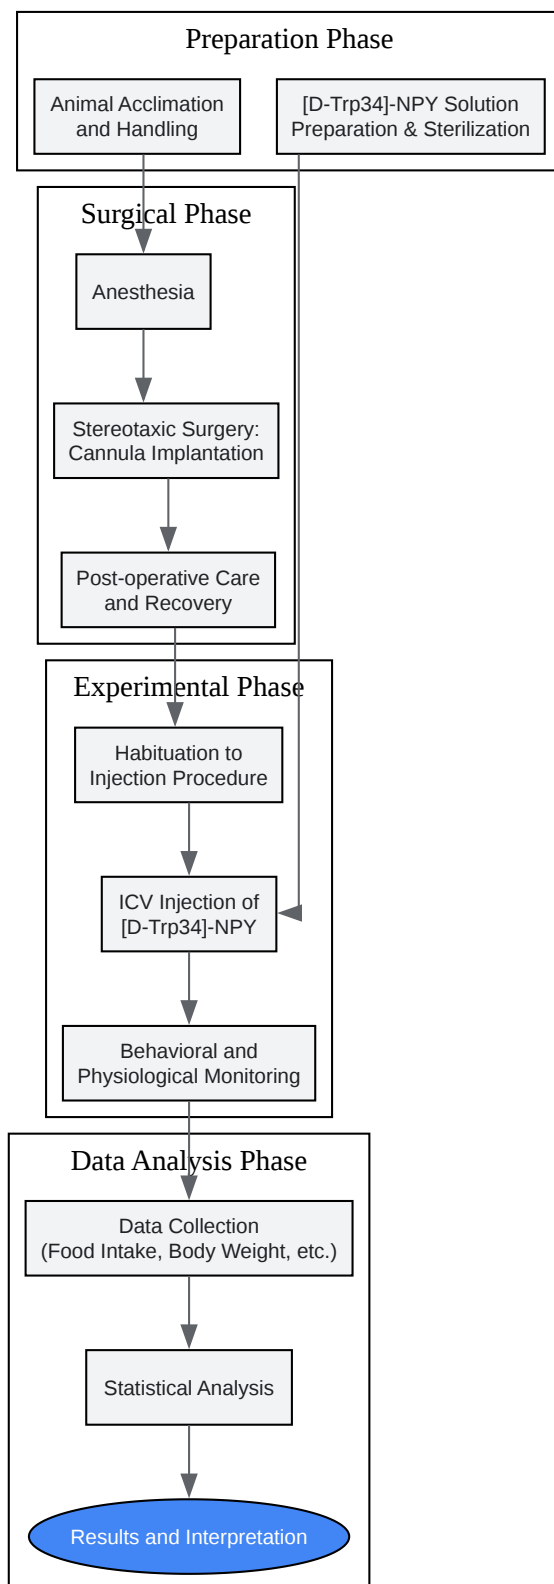 Preparation Phase
Animal Acclimation
and Handling
[D-Trp34]-NPY Solution
Preparation & Sterilization
Surgical Phase
Anesthesia
Stereotaxic Surgery:
Cannula Implantation
Post-operative Care
and Recovery
Experimental Phase
Habituation to
Injection Procedure
ICV Injection of
[D-Trp34]-NPY
Behavioral and
Physiological Monitoring
Data Analysis Phase
Data Collection
(Food Intake, Body Weight, etc.)
Statistical Analysis
Results and Interpretation